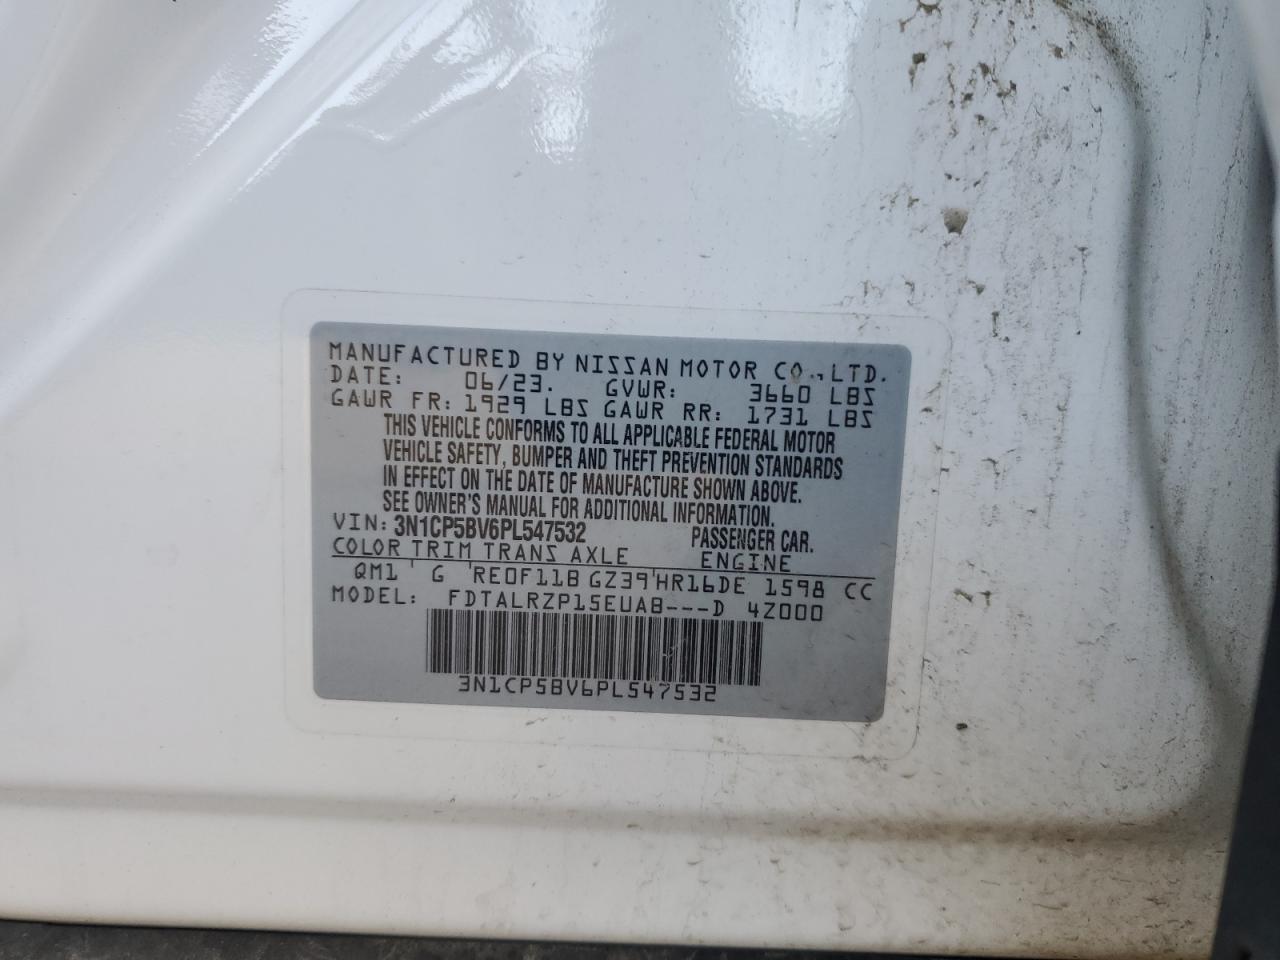 MANUFACTURED BY NISSAN MOTOR CO.,LTD.
DATE: 06/23. GVWR: 3660 LBS
GAWR FR: 1929 LBS GAWR RR: 1731 LBS
THIS VEHICLE CONFORMS TO ALL APPLICABLE FEDERAL MOTOR
VEHICLE SAFETY, BUMPER AND THEFT PREVENTION STANDARDS
IN EFFECT ON THE DATE OF MANUFACTURE SHOWN ABOVE.
SEE OWNER'S MANUAL FOR ADDITIONAL INFORMATION.
VIN: 3N1CP5BV6PL547532 PASSENGER CAR.
COLOR TRIM TRANS AXLE ENGINE
QM1 ' G 'RE0F11B GZ39'HR16DE 1598 CC
MODEL: FDTALRZP15EUAB---D 4Z000
3N1CP5BV6PL547532